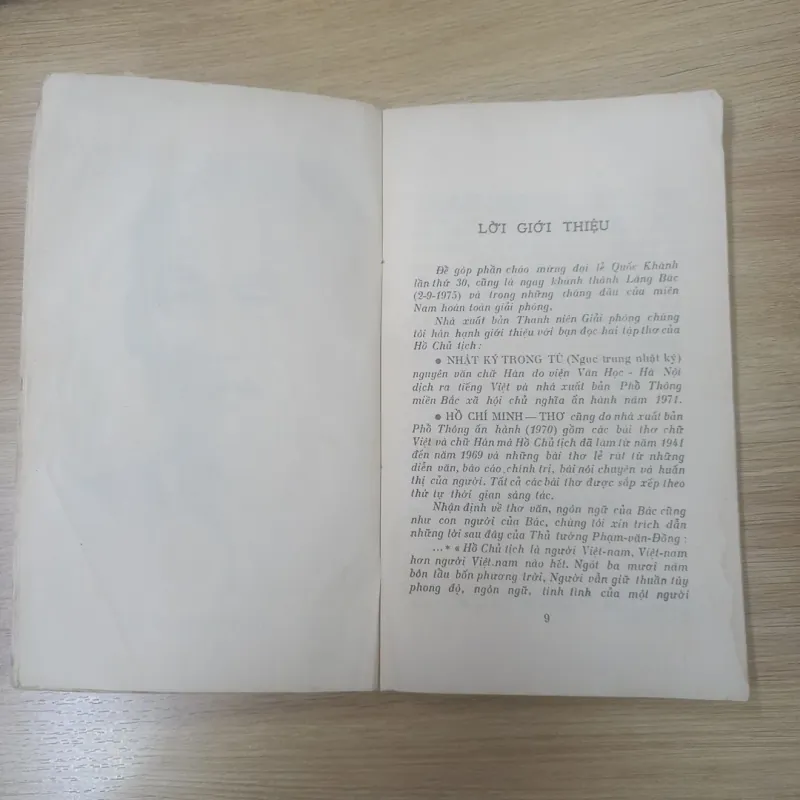 LỜI GIỚI THIỆU
Để góp phần chào mừng đại lễ Quốc Khánh
lần thứ 30, cũng là ngày khánh thành Lăng Bác
(2-9-1975) và trong những tháng đầu của miền
Nam hoàn toàn giải phóng.
Nhà xuất bản Thanh niên Giải phóng chúng
tôi hân hạnh giới thiệu với bạn đọc hai tập thơ của
Hồ Chủ tịch :
● NHẬT KÝ TRONG TÙ (Ngục trung nhật ký)
nguyên văn chữ Hán do viện Văn Học - Hà Nội
dịch ra tiếng Việt và nhà xuất bản Phổ Thông
miền Bắc xã hội chủ nghĩa ấn hành năm 1971.
● HỒ CHÍ MINH — THƠ cũng do nhà xuất bản
Phổ Thông ấn hành (1970) gồm các bài thơ chữ
Việt và chữ Hán mà Hồ Chủ tịch đã làm từ năm 1941
đến năm 1969 và những bài thơ lẻ rút từ những
diễn văn, báo cáo chính trị, bài nói chuyện và huấn
thị của người. Tất cả các bài thơ được sắp xếp theo
thứ tự thời gian sáng tác.
Nhận định về thơ văn, ngôn ngữ của Bác cũng
như con người của Bác, chúng tôi xin trích dẫn
những lời sau đây của Thủ tướng Phạm-văn-Đồng :
...* « Hồ Chủ tịch là người Việt-nam, Việt-nam
hơn người Việt.nam nào hết. Ngót ba mươi năm
bôn tẩu bốn phương trời, Người vẫn giữ thuần túy
phong độ, ngôn ngữ, tính tình của một người
9